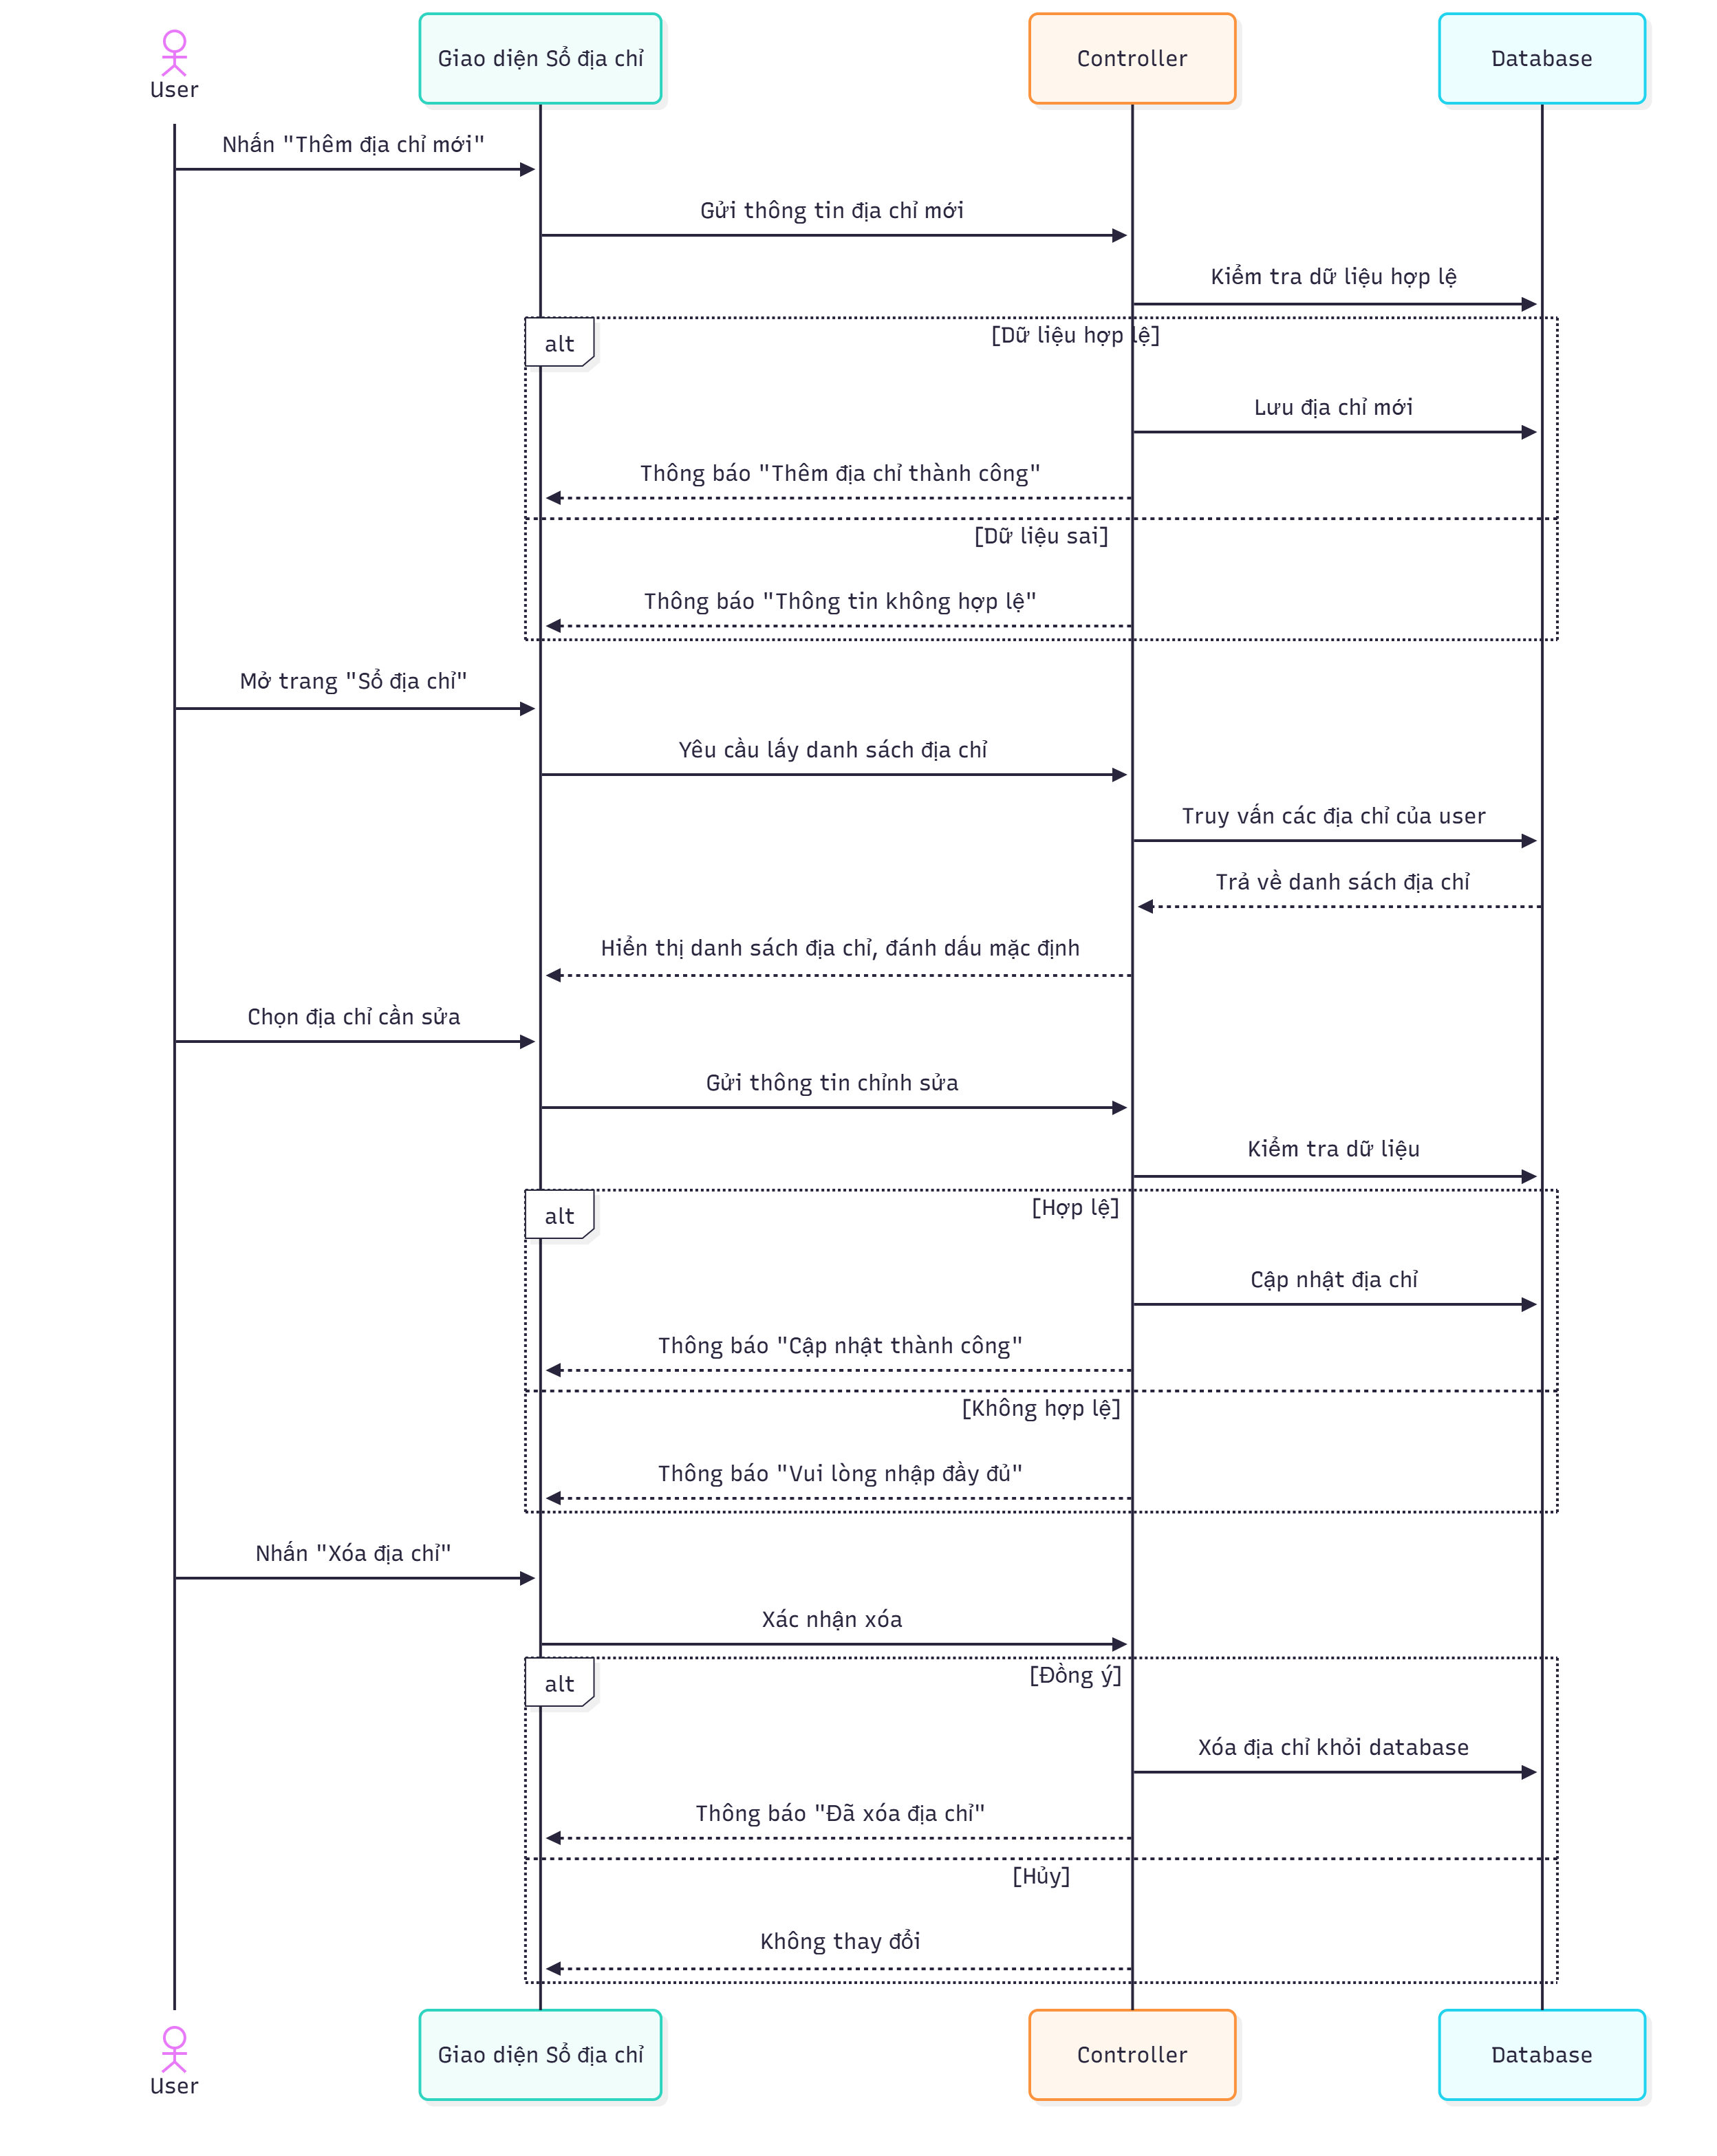 User
Giao diện Sổ địa chỉ
Controller
Database
Nhấn "Thêm địa chỉ mới"
Gửi thông tin địa chỉ mới
Kiểm tra dữ liệu hợp lệ
alt
[Dữ liệu hợp lệ]
Lưu địa chỉ mới
Thông báo "Thêm địa chỉ thành công"
[Dữ liệu sai]
Thông báo "Thông tin không hợp lệ"
Mở trang "Sổ địa chỉ"
Yêu cầu lấy danh sách địa chỉ
Truy vấn các địa chỉ của user
Trả về danh sách địa chỉ
Hiển thị danh sách địa chỉ, đánh dấu mặc định
Chọn địa chỉ cần sửa
Gửi thông tin chỉnh sửa
Kiểm tra dữ liệu
alt
[Hợp lệ]
Cập nhật địa chỉ
Thông báo "Cập nhật thành công"
[Không hợp lệ]
Thông báo "Vui lòng nhập đầy đủ"
Nhấn "Xóa địa chỉ"
Xác nhận xóa
alt
[Đồng ý]
Xóa địa chỉ khỏi database
Thông báo "Đã xóa địa chỉ"
[Hủy]
Không thay đổi
User
Giao diện Sổ địa chỉ
Controller
Database